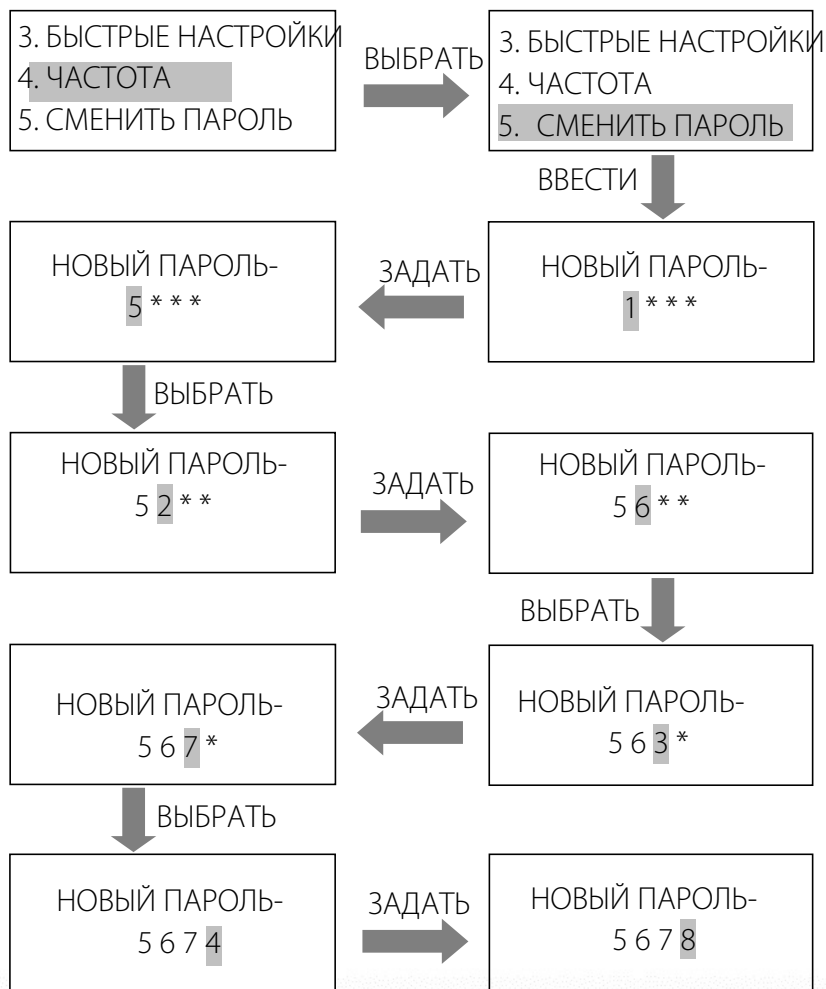 3. БЫСТРЫЕ НАСТРОЙКИ
4. ЧАСТОТА
5. СМЕНИТЬ ПАРОЛЬ
ВЫБРАТЬ
3. БЫСТРЫЕ НАСТРОЙКИ
4. ЧАСТОТА
5. СМЕНИТЬ ПАРОЛЬ
ВВЕСТИ
НОВЫЙ ПАРОЛЬ-
1 * * *
ЗАДАТЬ
НОВЫЙ ПАРОЛЬ-
5 * * *
ВЫБРАТЬ
НОВЫЙ ПАРОЛЬ-
5 2 * *
ЗАДАТЬ
НОВЫЙ ПАРОЛЬ-
5 6 * *
ВЫБРАТЬ
НОВЫЙ ПАРОЛЬ-
5 6 3 *
ЗАДАТЬ
НОВЫЙ ПАРОЛЬ-
5 6 7 *
ВЫБРАТЬ
НОВЫЙ ПАРОЛЬ-
5 6 7 4
ЗАДАТЬ
НОВЫЙ ПАРОЛЬ-
5 6 7 8